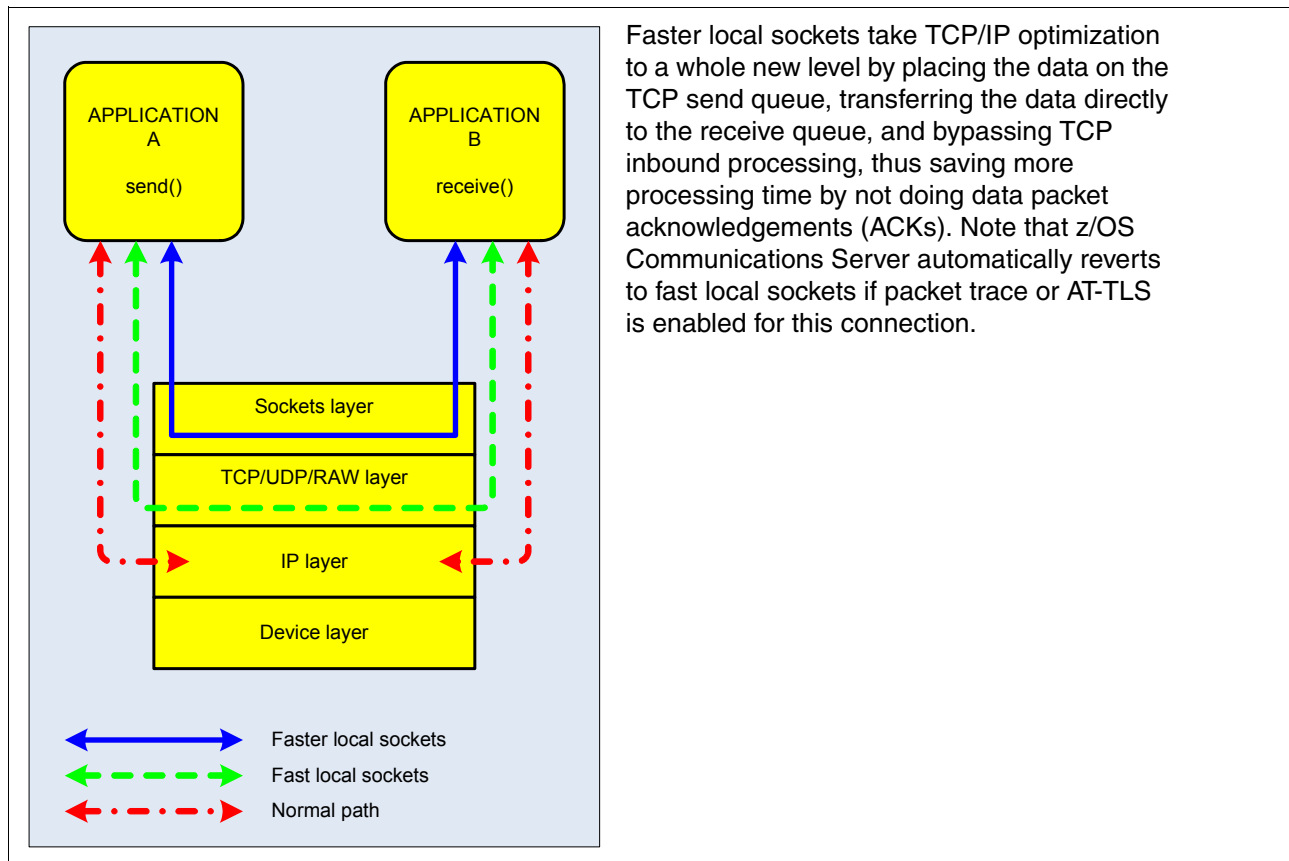 APPLICATION
A
send()
APPLICATION
B
receive()
Sockets layer
TCP/UDP/RAW layer
IP layer
Device layer
Faster local sockets
Fast local sockets
Normal path
Faster local sockets take TCP/IP optimization
to a whole new level by placing the data on the
TCP send queue, transferring the data directly
to the receive queue, and bypassing TCP
inbound processing, thus saving more
processing time by not doing data packet
acknowledgements (ACKs). Note that z/OS
Communications Server automatically reverts
to fast local sockets if packet trace or AT-TLS
is enabled for this connection.